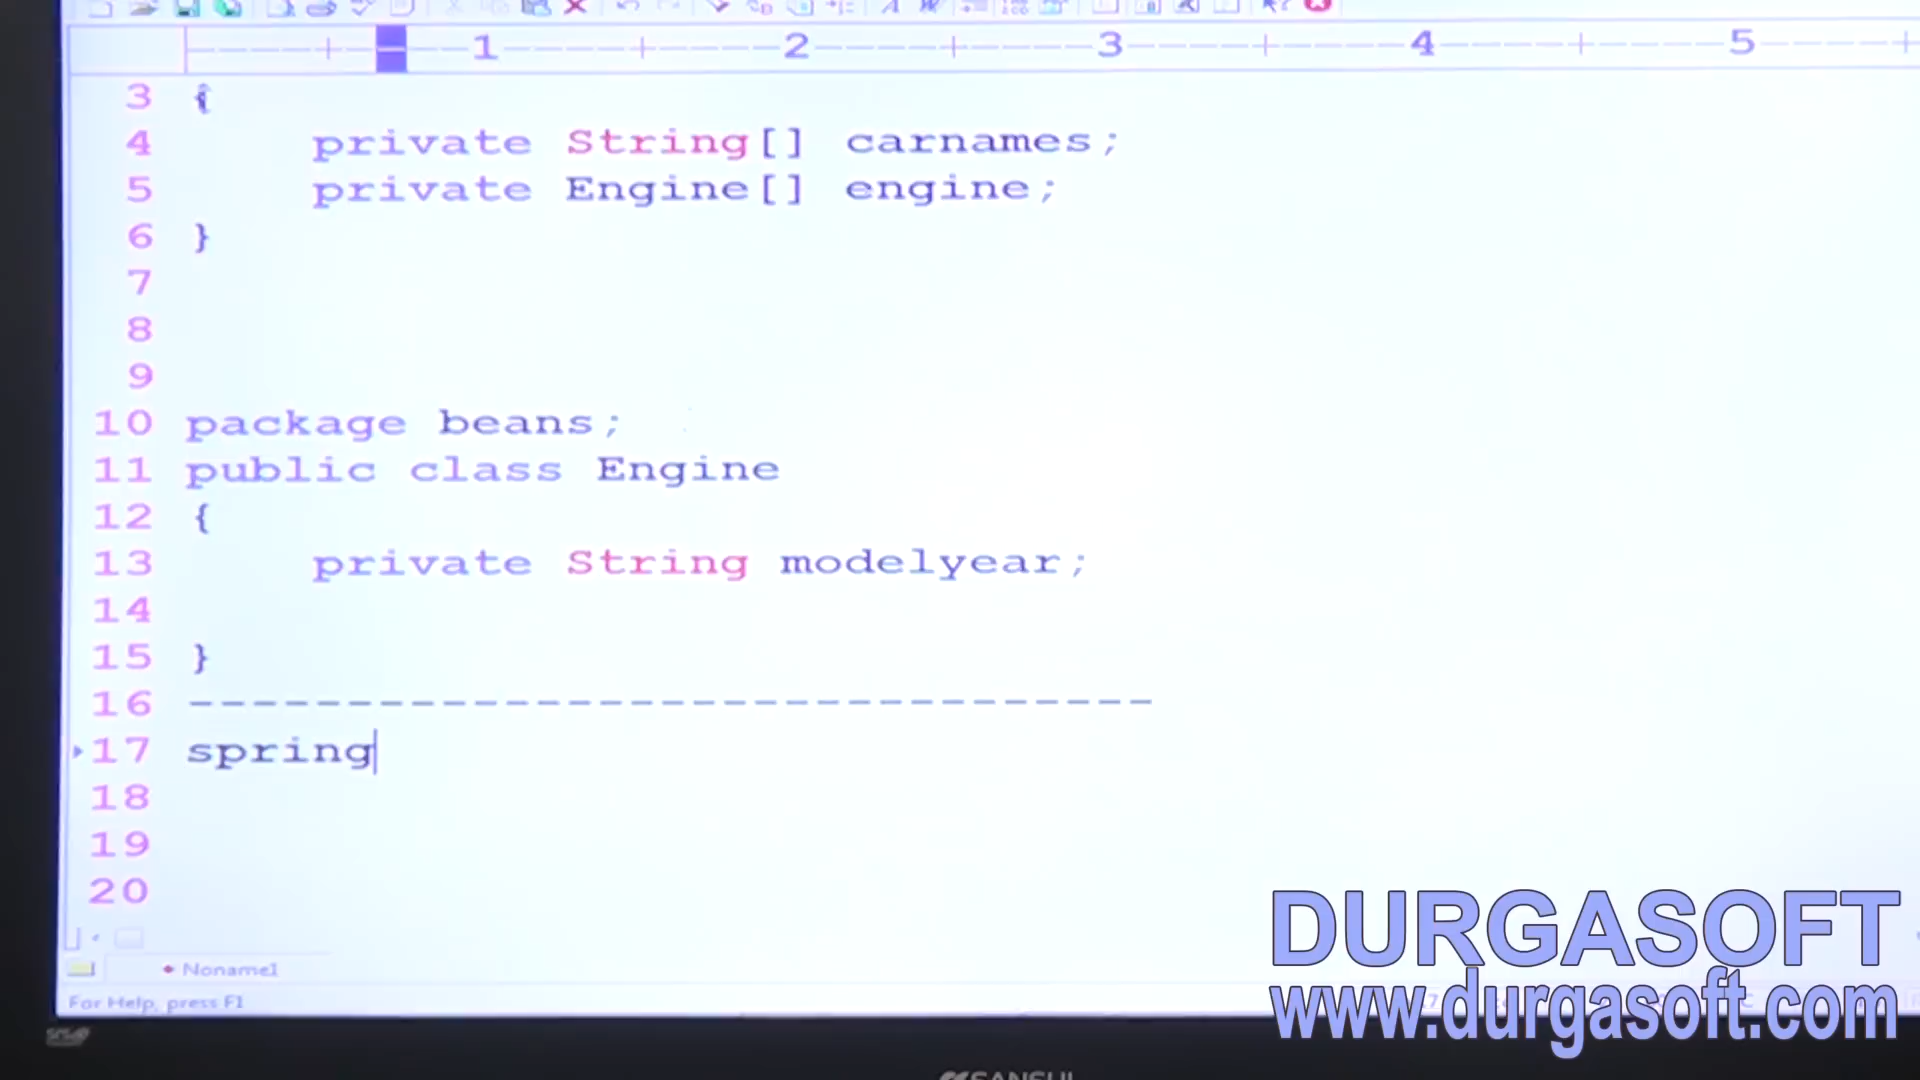 1 2 3 4 5
3 {
4 private String[] carnames;
5 private Engine[] engine;
6 }
7
8
9
10 package beans;
11 public class Engine
12 {
13 private String modelyear;
14
15 }
16 -------------------------------
17 spring
18
19
20
Noname1
For Help, press F1
DURGASOFT
www.durgasoft.com